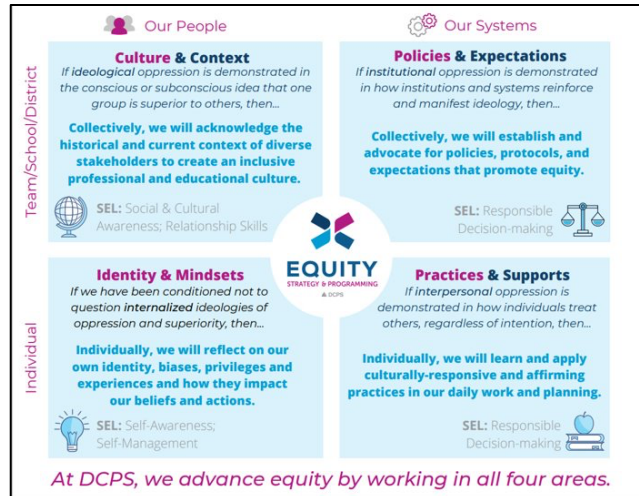 Our People
Our Systems
Team/School/District
Culture & Context
If ideological oppression is demonstrated in
the conscious or subconscious idea that one
group is superior to others, then...
Collectively, we will acknowledge the
historical and current context of diverse
stakeholders to create an inclusive
professional and educational culture.
SEL: Social & Cultural
Awareness; Relationship Skills
Policies & Expectations
If institutional oppression is demonstrated
in how institutions and systems reinforce
and manifest ideology, then...
Collectively, we will establish and
advocate for policies, protocols, and
expectations that promote equity.
SEL: Responsible
Decision-making
EQUITY
STRATEGY & PROGRAMMING
DCPS
Individual
Identity & Mindsets
If we have been conditioned not to
question internalized ideologies of
oppression and superiority, then...
Individually, we will reflect on our
own identity, biases, privileges and
experiences and how they impact
our beliefs and actions.
SEL: Self-Awareness;
Self-Management
Practices & Supports
If interpersonal oppression is
demonstrated in how individuals treat
others, regardless of intention, then...
Individually, we will learn and apply
culturally-responsive and affirming
practices in our daily work and planning.
SEL: Responsible
Decision-making
At DCPS, we advance equity by working in all four areas.